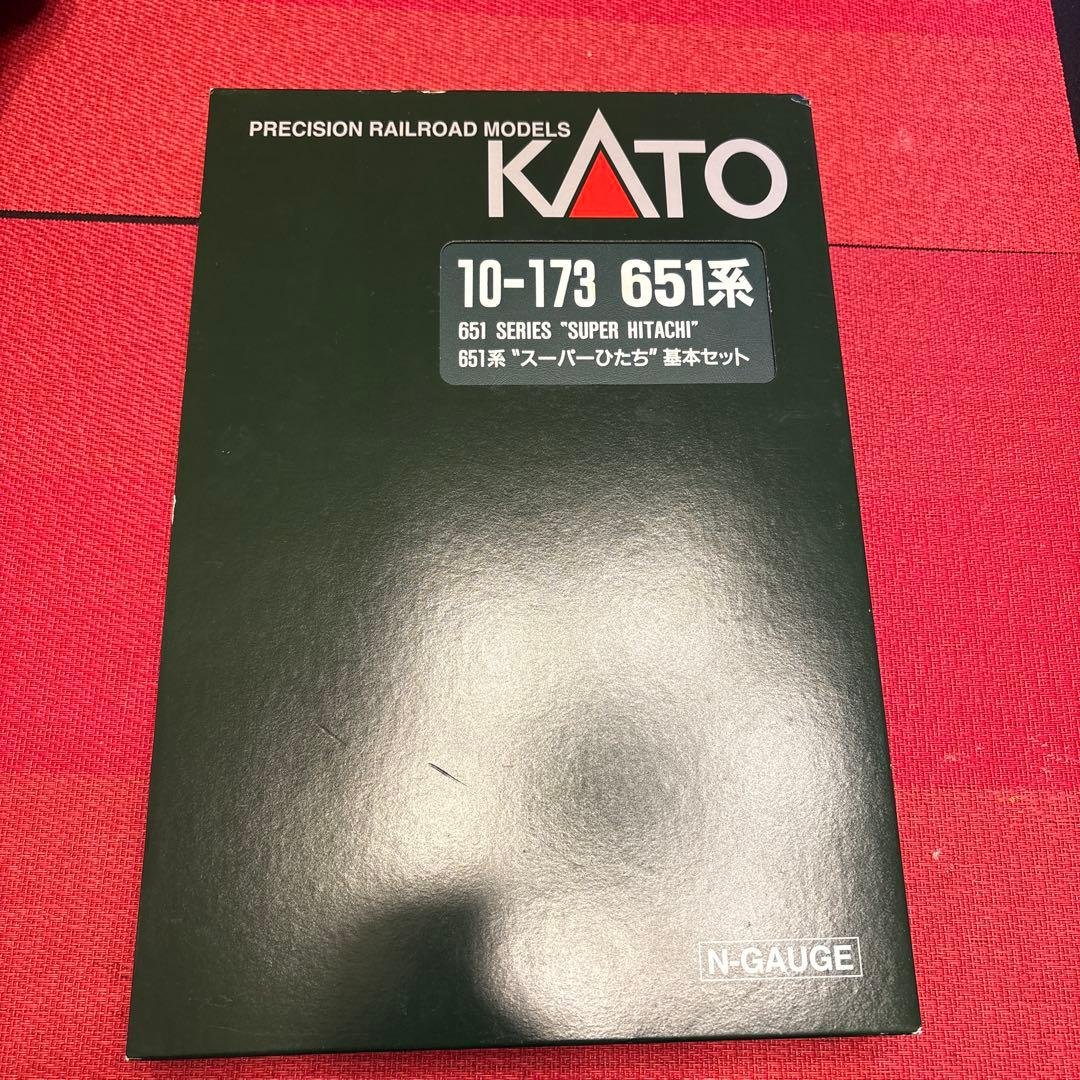 PRECISION RAILROAD MODELS
KATO
10-173 651系
651 SERIES "SUPER HITACHI"
651系 "スーパーひたち" 基本セット
N-GAUGE